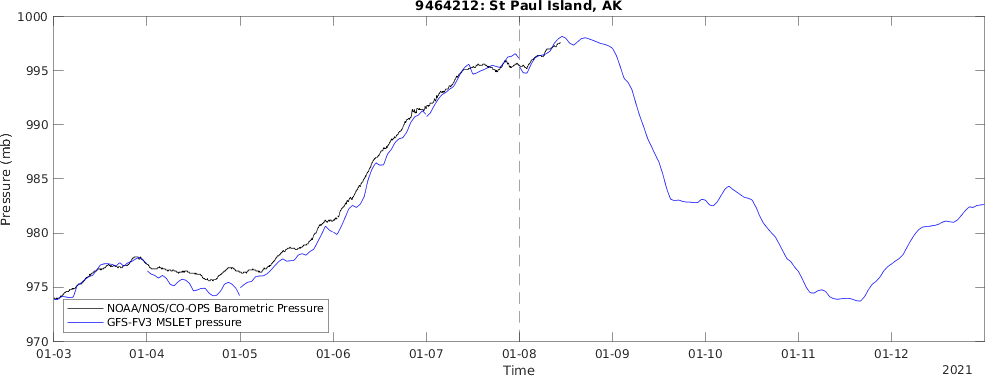 9464212: St Paul Island, AK
1000
995
990
985
980
975
970
Pressure (mb)
NOAA/NOS/CO-OPS Barometric Pressure
GFS-FV3 MSLET pressure
01-03 01-04 01-05 01-06 01-07 01-08 01-09 01-10 01-11 01-12
Time
2021